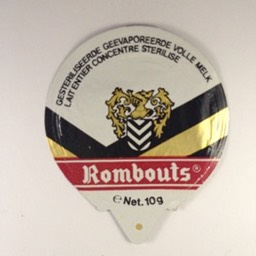 GESTERILISEERDE GEEVAPOREERDE VOLLE MELK
LAIT ENTIER CONCENTRE STERILISE
Rombouts®
℮ Net. 10g